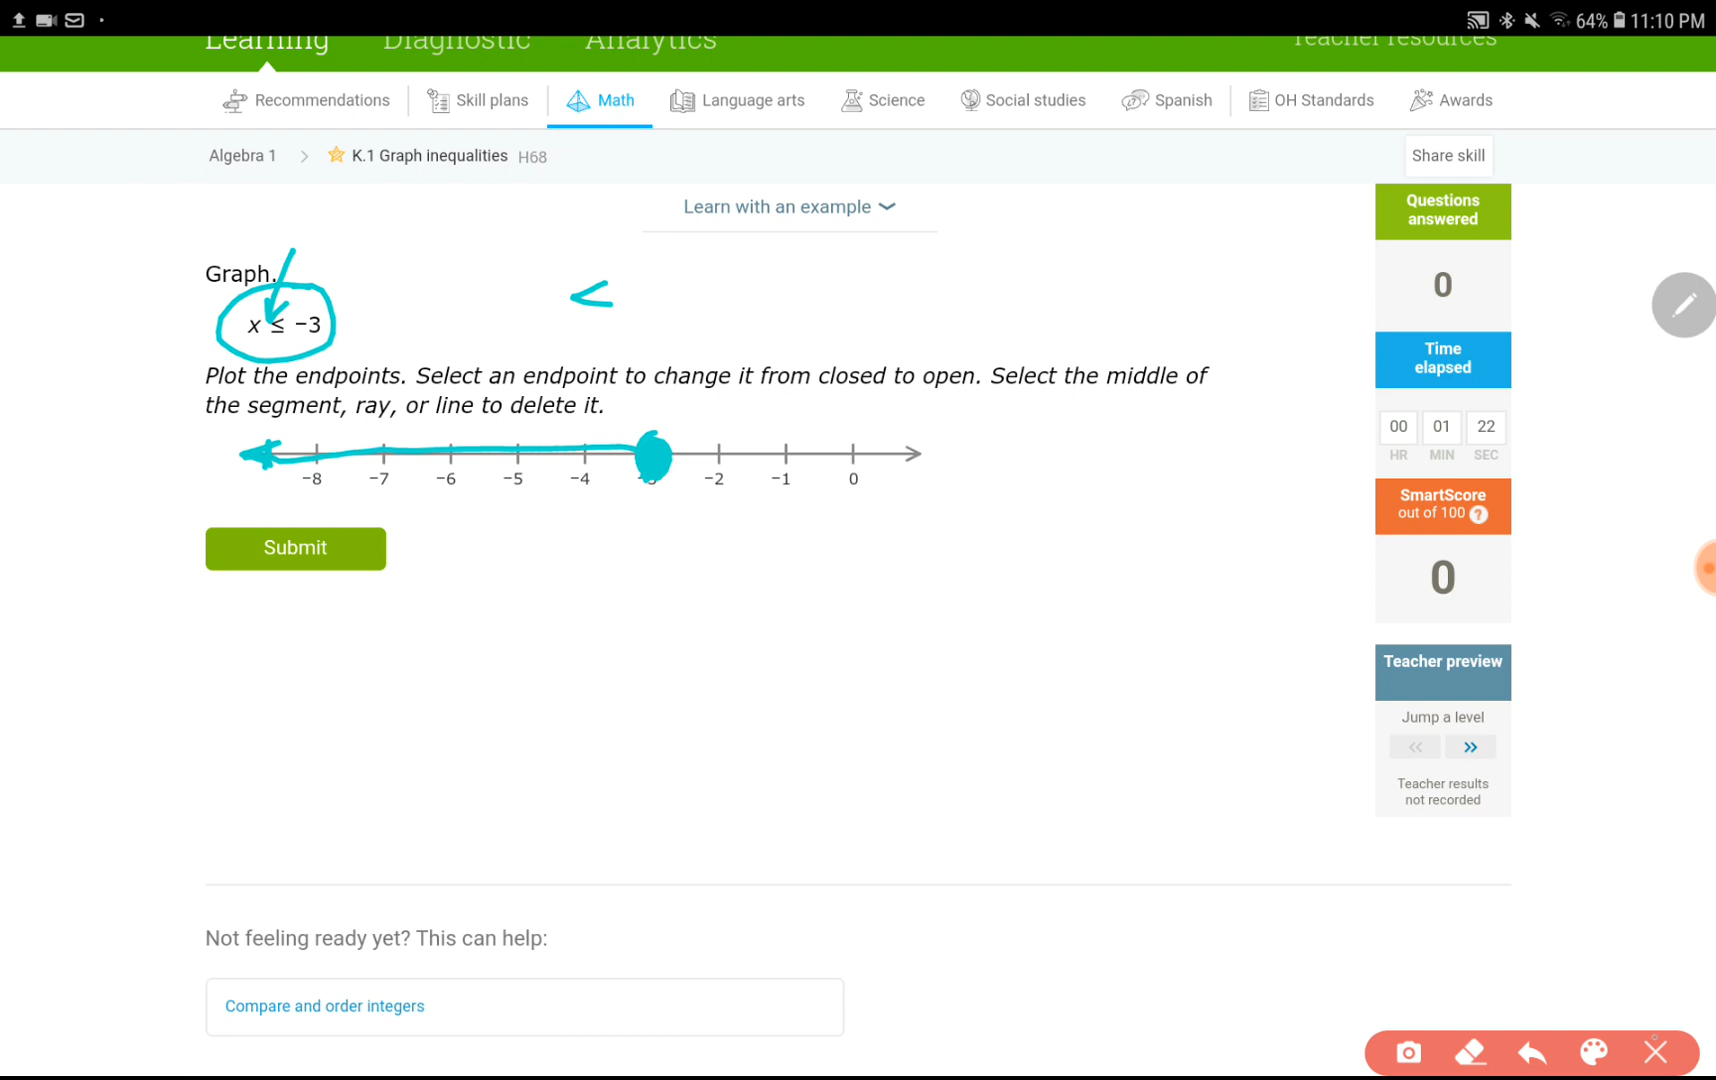 64% 11:10 PM
Learning Diagnostic Analytics Teacher resources
Recommendations Skill plans Math Language arts Science Social studies Spanish OH Standards Awards
Algebra 1 > K.1 Graph inequalities H68
Share skill
Learn with an example
Questions answered
0
Graph.
<
x ≤ −3
Plot the endpoints. Select an endpoint to change it from closed to open. Select the middle of
the segment, ray, or line to delete it.
−8 −7 −6 −5 −4 −2 −1 0
Submit
Time elapsed
00 01 22
HR MIN SEC
SmartScore
out of 100 ?
0
Teacher preview
Jump a level
Teacher results
not recorded
Not feeling ready yet? This can help:
Compare and order integers